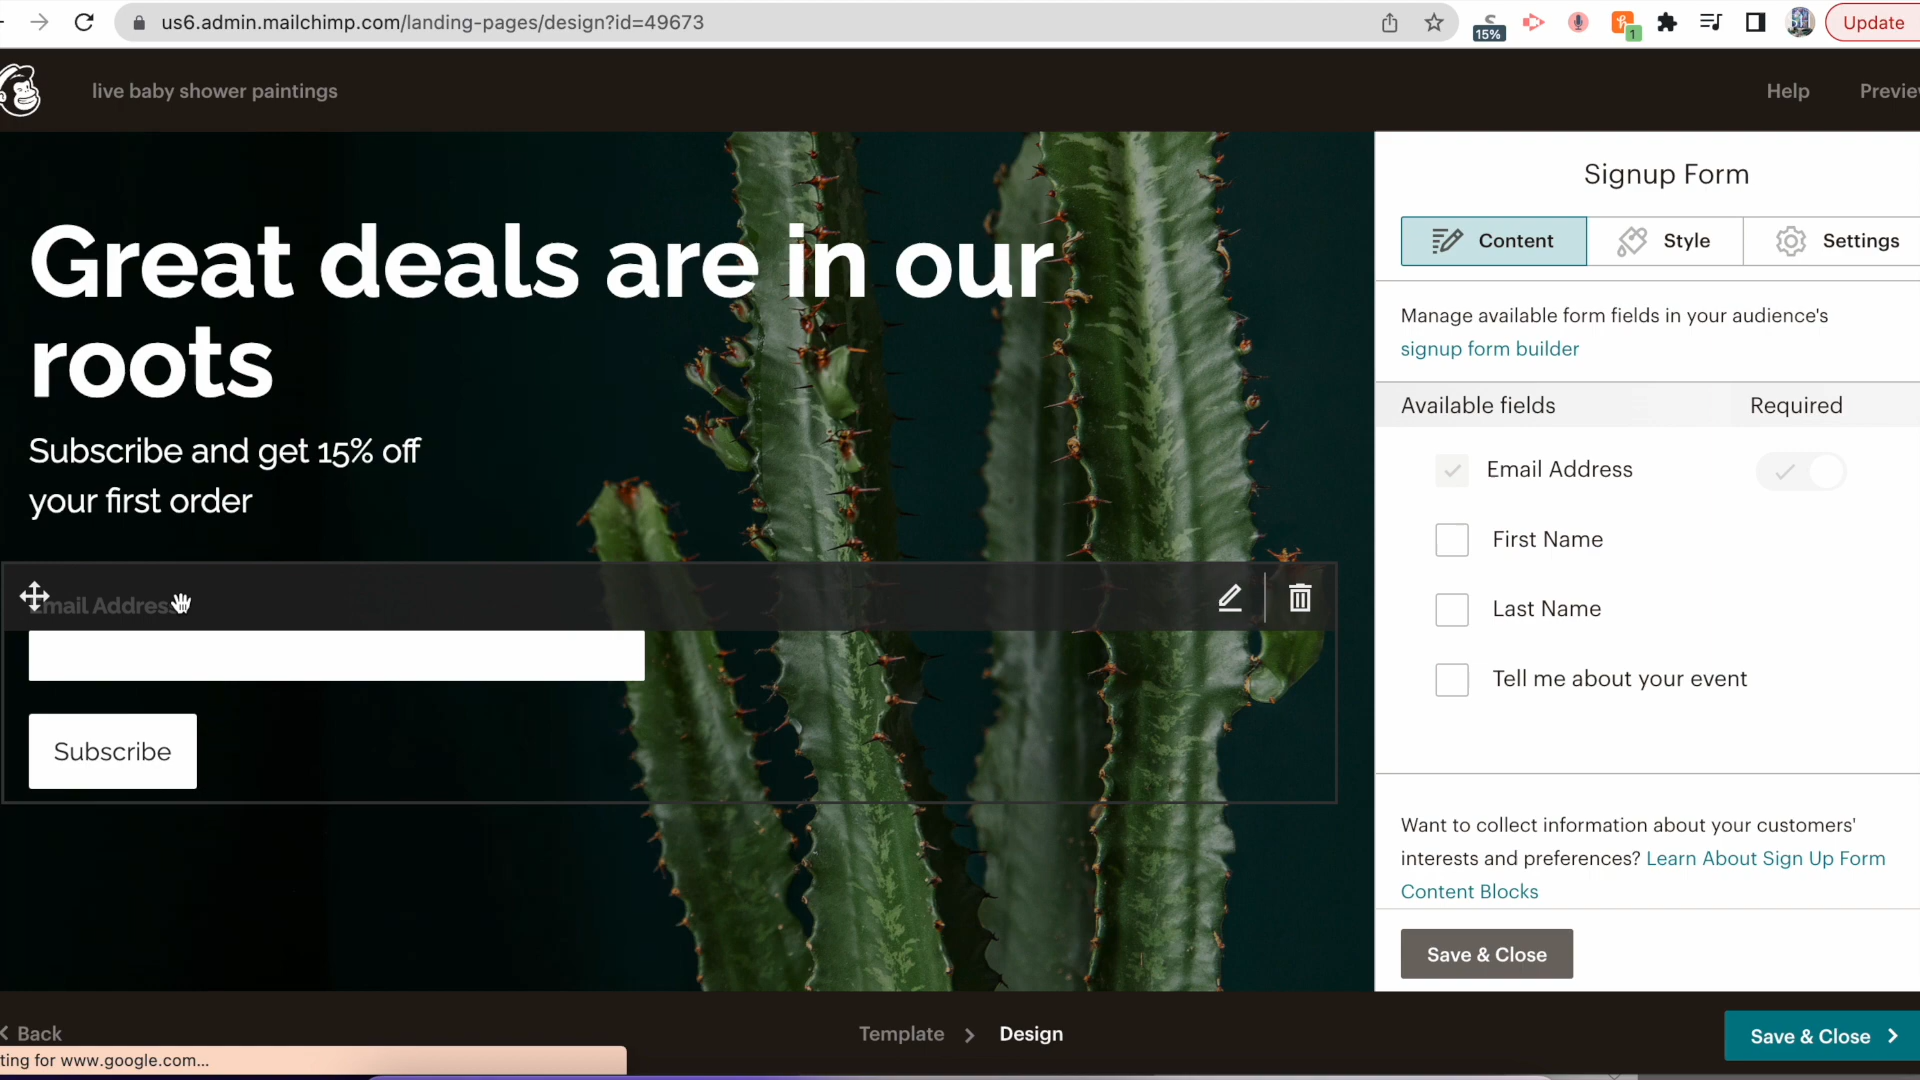 us6.admin.mailchimp.com/landing-pages/design?id=49673
15%
1
Update
live baby shower paintings
Help
Preview
Great deals are in our
roots
Subscribe and get 15% off
your first order
Email Address
Subscribe
Signup Form
Content
Style
Settings
Manage available form fields in your audience's
signup form builder
Available fields
Required
Email Address
First Name
Last Name
Tell me about your event
Want to collect information about your customers'
interests and preferences? Learn About Sign Up Form
Content Blocks
Save & Close
Back
Template
Design
Save & Close
ting for www.google.com...